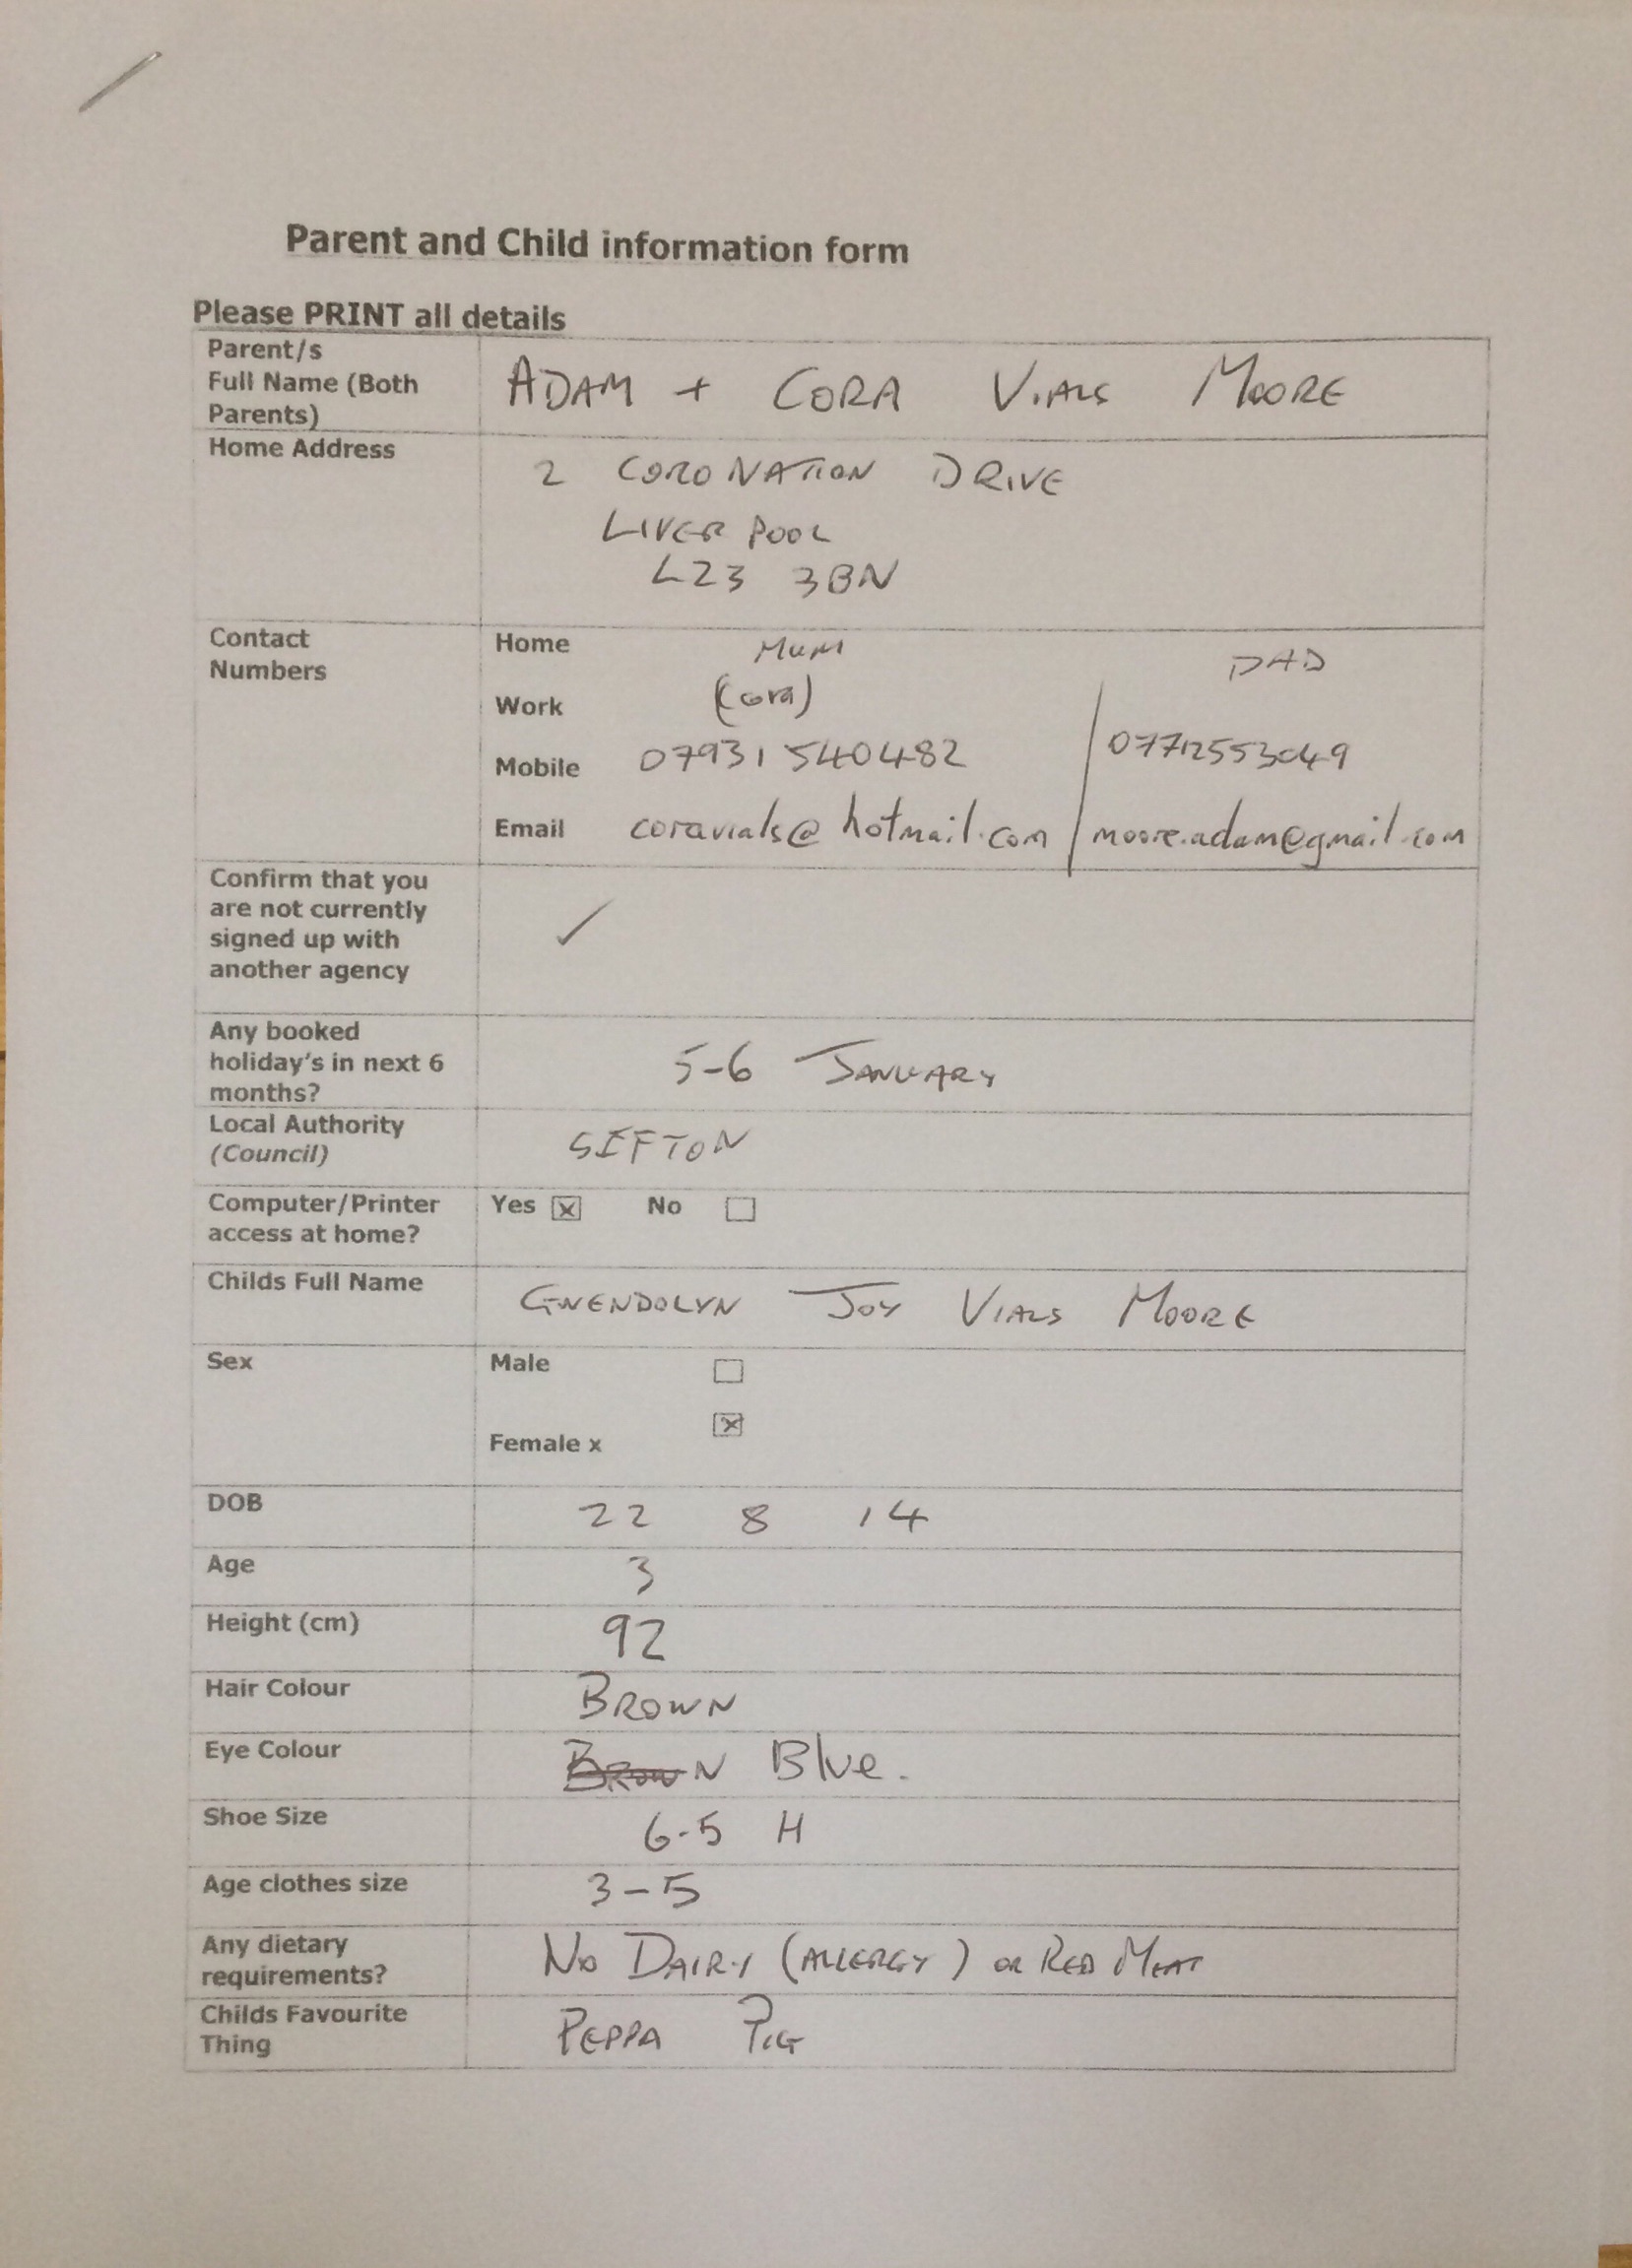 Parent and Child information form
Please PRINT all details
Parent/s
Full Name (Both
Parents)
ADAM + CORA VIALS MOORE
Home Address
2 CORONATION DRIVE
LIVERPOOL
L23 3BN
Contact
Numbers
Home
MUM
DAD
Work
(Cora)
Mobile 07931 540482 07712553049
Email coravials@hotmail.com moore.adam@gmail.com
Confirm that you
are not currently
signed up with
another agency
✓
Any booked
holiday's in next 6
months?
5-6 JANUARY
Local Authority
(Council)
SEFTON
Computer/Printer
access at home?
Yes ☒ No ☐
Childs Full Name
GWENDOLYN JOY VIALS MOORE
Sex
Male ☐
Female x ☒
DOB
22 8 14
Age
3
Height (cm)
92
Hair Colour
BROWN
Eye Colour
BROWN Blue.
Shoe Size
6.5 H
Age clothes size
3-5
Any dietary
requirements?
NO DAIRY (ALLERGY) OR RED MEAT
Childs Favourite
Thing
PEPPA PIG